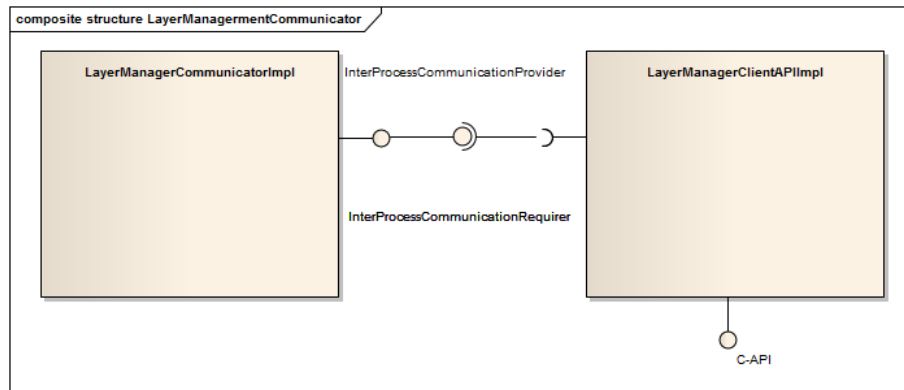 composite structure LayerManagermentCommunicator
LayerManagerCommunicatorImpl
InterProcessCommunicationProvider
LayerManagerClientAPIImpl
InterProcessCommunicationRequirer
C-API